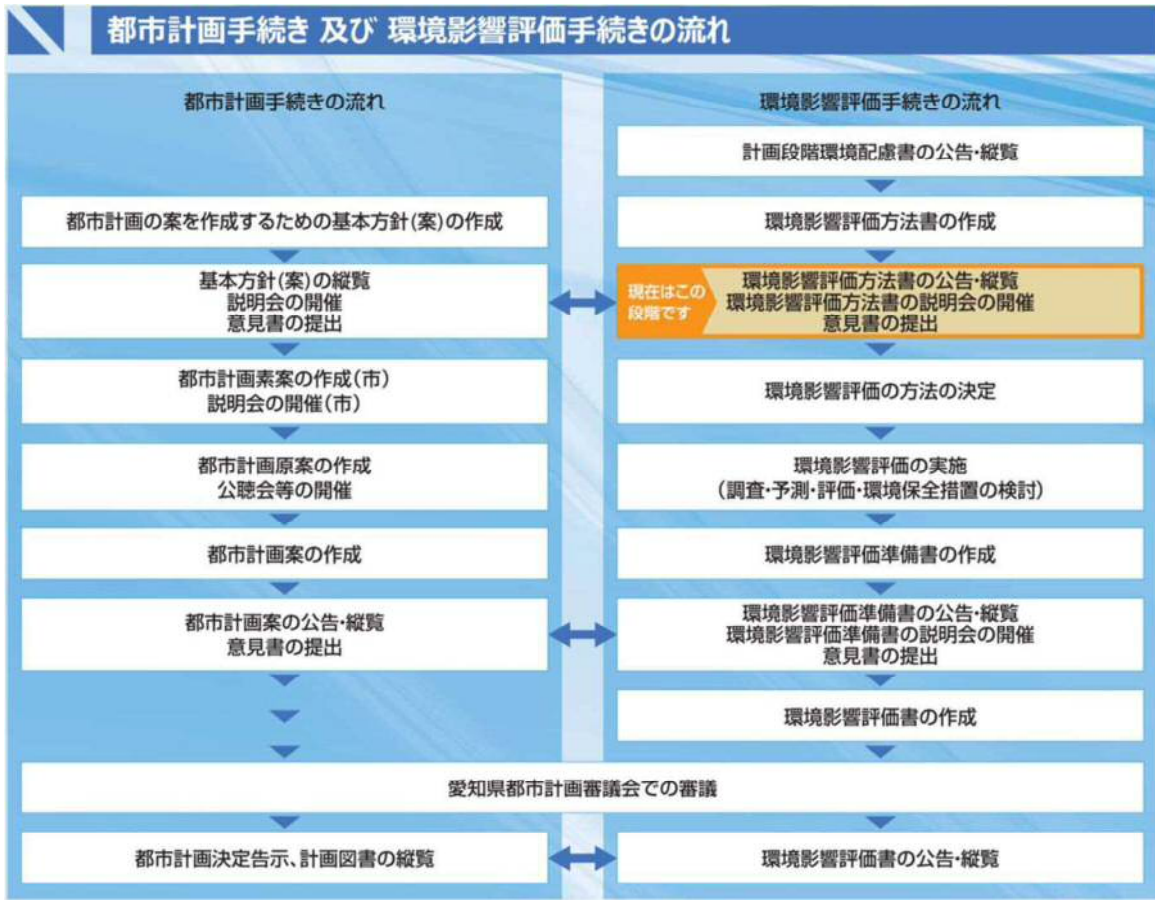 都市計画手続き 及び 環境影響評価手続きの流れ
都市計画手続きの流れ
都市計画の案を作成するための基本方針(案)の作成
基本方針(案)の縦覧
説明会の開催
意見書の提出
都市計画素案の作成(市)
説明会の開催(市)
都市計画原案の作成
公聴会等の開催
都市計画案の作成
都市計画案の公告・縦覧
意見書の提出
環境影響評価手続きの流れ
計画段階環境配慮書の公告・縦覧
環境影響評価方法書の作成
現在はこの
段階です
環境影響評価方法書の公告・縦覧
環境影響評価方法書の説明会の開催
意見書の提出
環境影響評価の方法の決定
環境影響評価の実施
(調査・予測・評価・環境保全措置の検討)
環境影響評価準備書の作成
環境影響評価準備書の公告・縦覧
環境影響評価準備書の説明会の開催
意見書の提出
環境影響評価書の作成
愛知県都市計画審議会での審議
都市計画決定告示、計画図書の縦覧
環境影響評価書の公告・縦覧